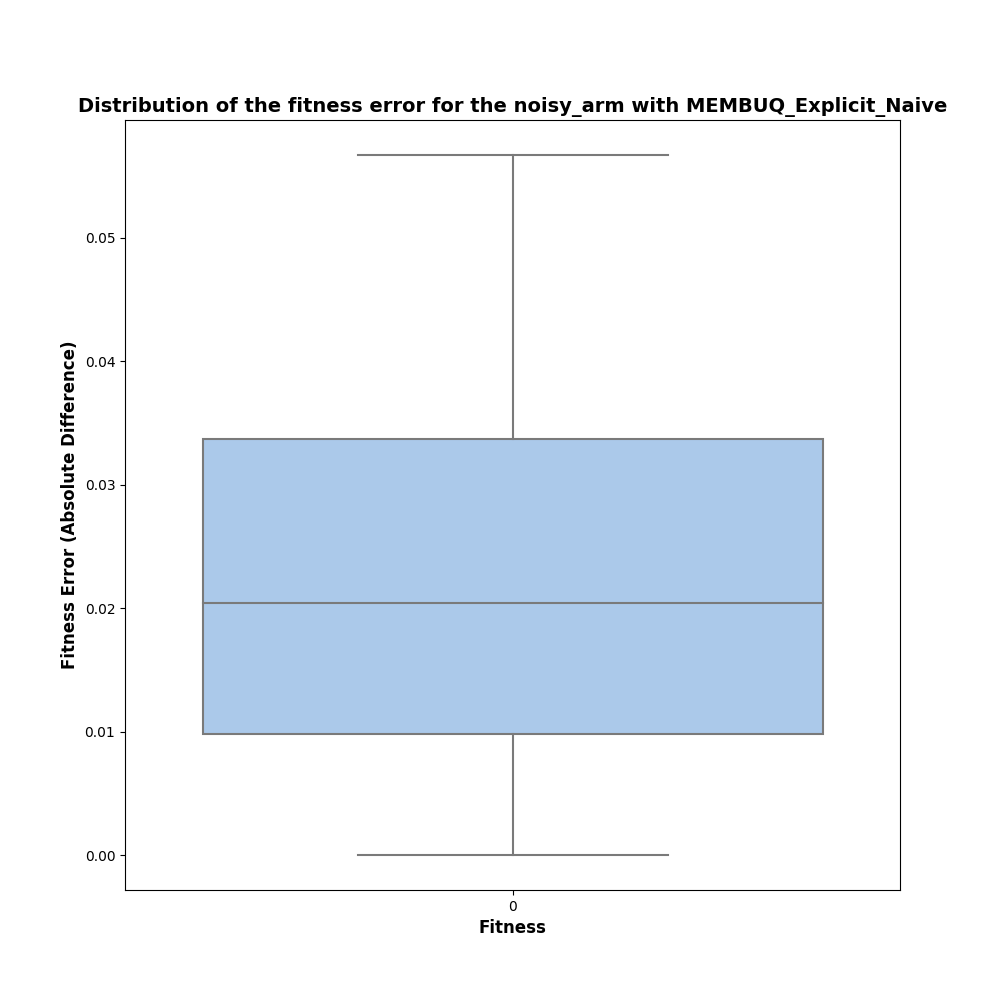 Distribution of the fitness error for the noisy_arm with MEMBUQ_Explicit_Naive
Fitness Error (Absolute Difference)
0.05
0.04
0.03
0.02
0.01
0.00
0
Fitness